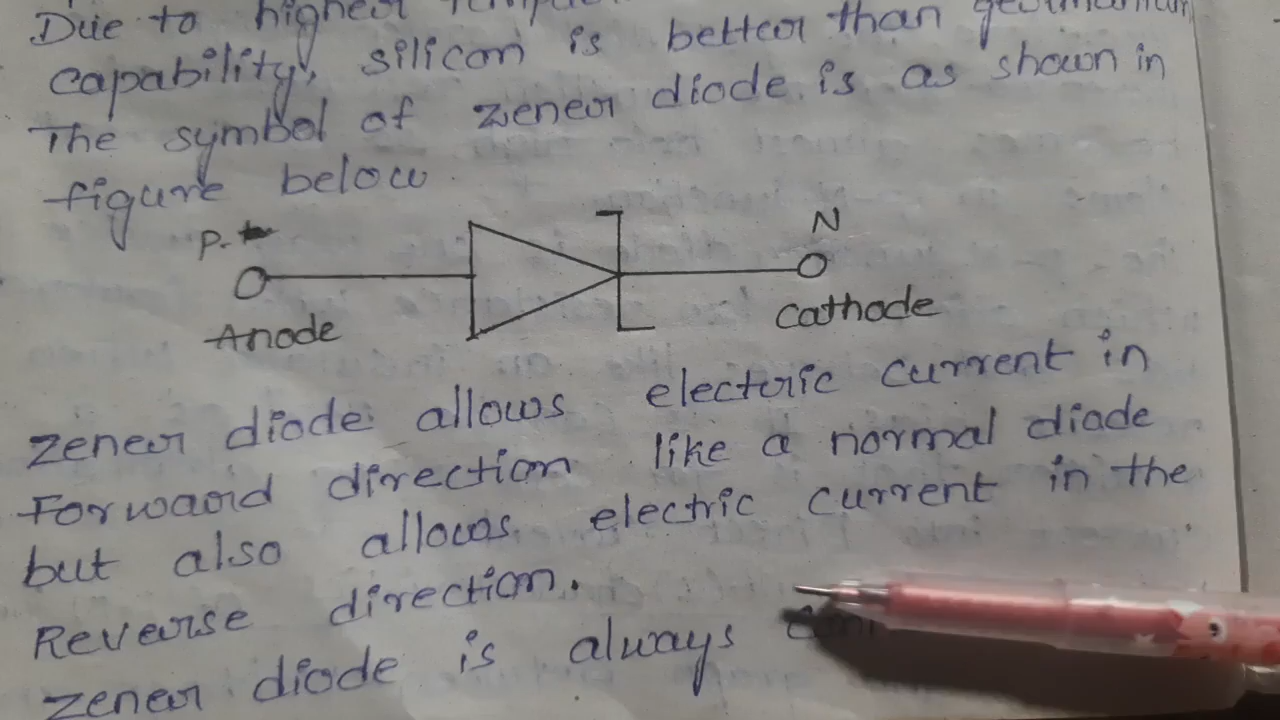 Due to higher
capability, silicon is better than
The symbol of zener diode is as shown in
figure below
P.
N
Anode
Cathode
zener diode allows electric current in
Forward direction like a normal diode
but also allows electric current in the
Reverse direction.
zener diode is always